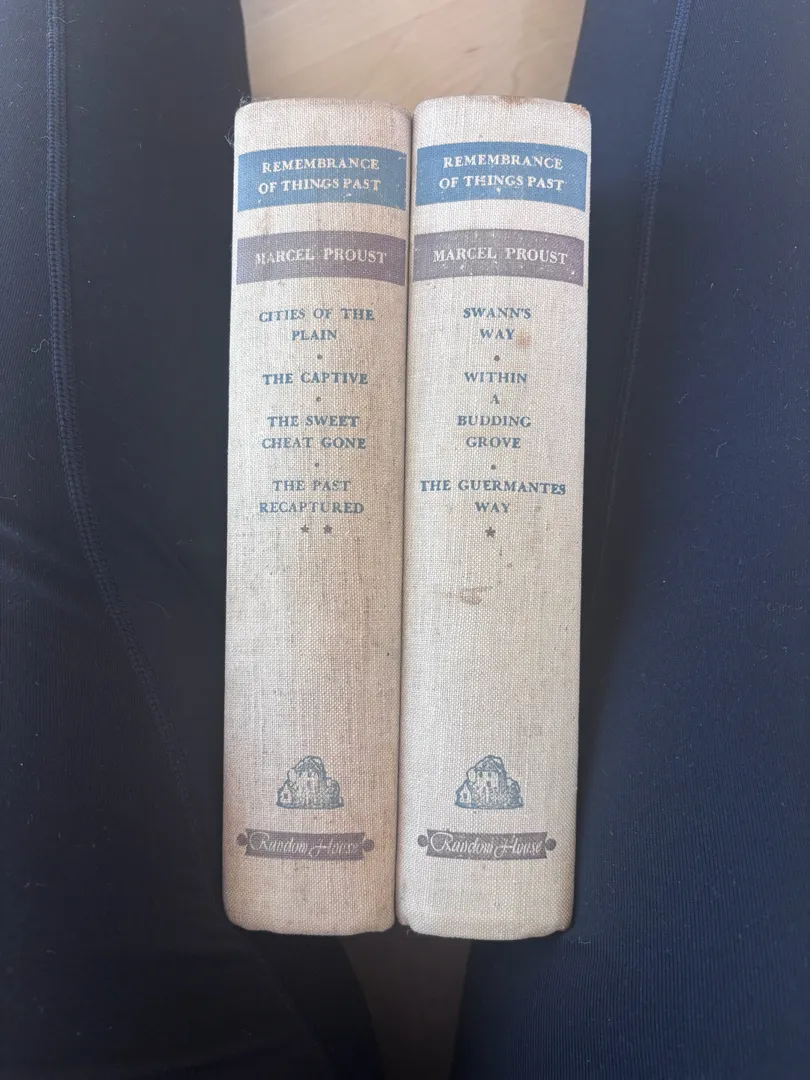 REMEMBRANCE
OF THINGS PAST
MARCEL PROUST
CITIES OF THE
PLAIN
THE CAPTIVE
THE SWEET
CHEAT GONE
THE PAST
RECAPTURED
★ ★
Random House
REMEMBRANCE
OF THINGS PAST
MARCEL PROUST
SWANN'S
WAY
WITHIN
A
BUDDING
GROVE
THE GUERMANTES
WAY
★
Random House